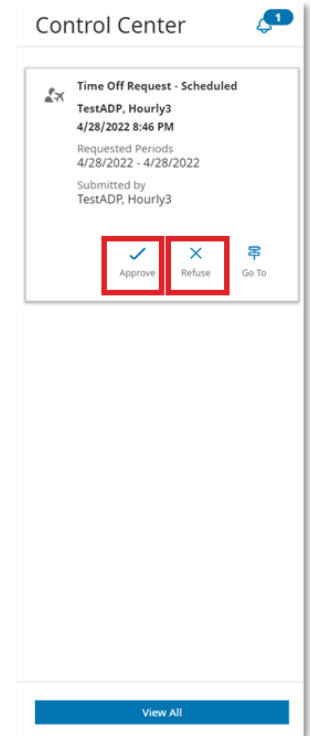 Control Center
1
Time Off Request - Scheduled
TestADP, Hourly3
4/28/2022 8:46 PM
Requested Periods
4/28/2022 - 4/28/2022
Submitted by
TestADP, Hourly3
Approve Refuse Go To
View All